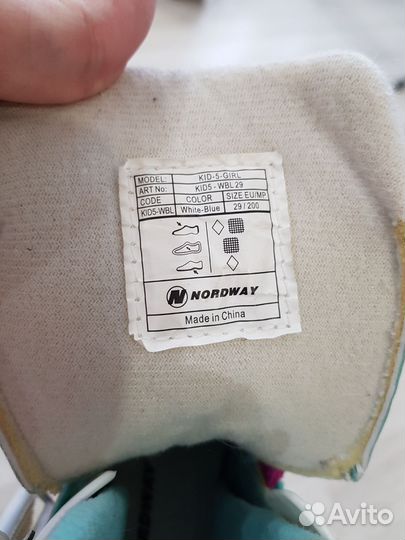 MODEL: KID-5-GIRL
ART No: KID5 - WBL29
CODE COLOR SIZE EU/MP
KID5-WBL White-Blue 29 / 200
NORDWAY
Made in China
Avito